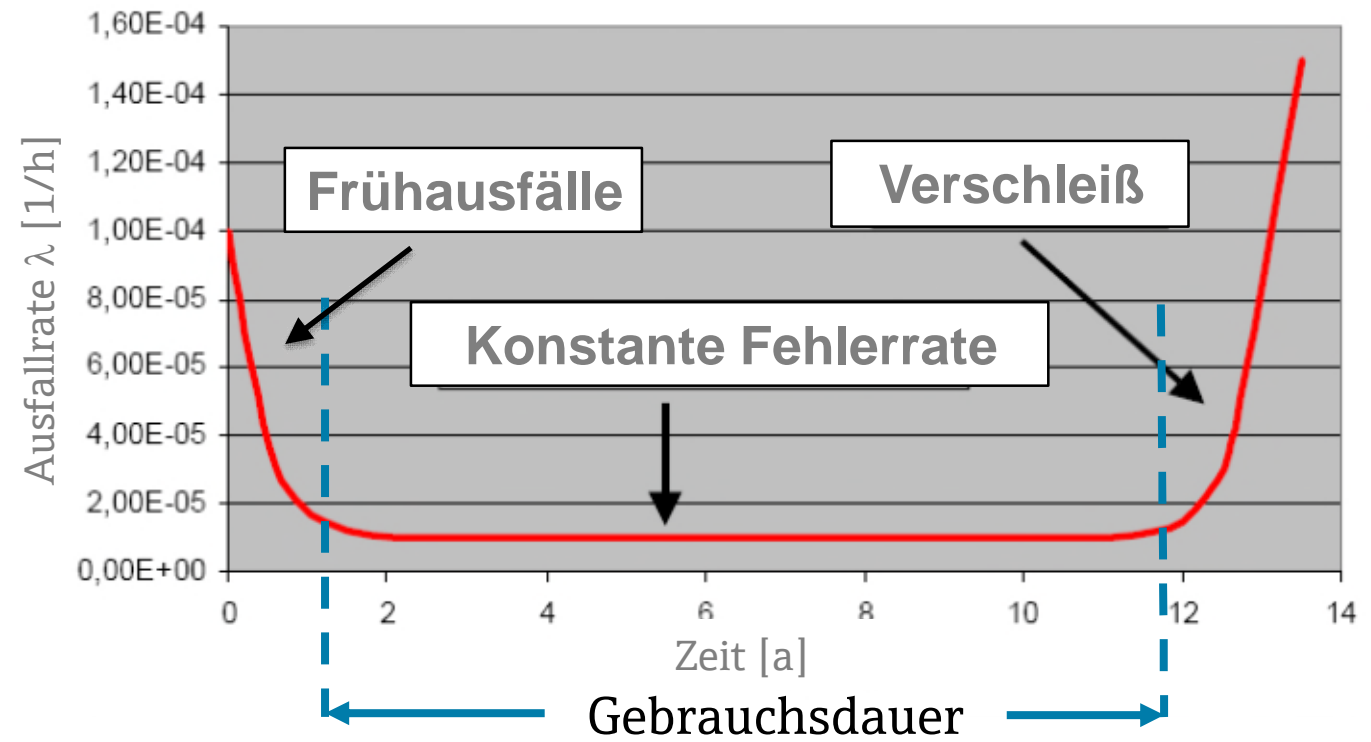 1,60E-04
1,40E-04
1,20E-04
1,00E-04
8,00E-05
6,00E-05
4,00E-05
2,00E-05
0,00E+00
Ausfallrate λ [1/h]
Frühausfälle
Verschleiß
Konstante Fehlerrate
0 2 4 6 8 10 12 14
Zeit [a]
Gebrauchsdauer